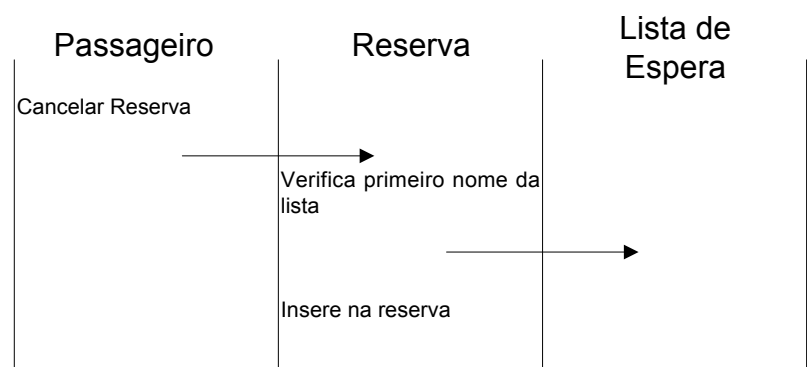 Passageiro
Reserva
Lista de
Espera
Cancelar Reserva
Verifica primeiro nome da
lista
Insere na reserva